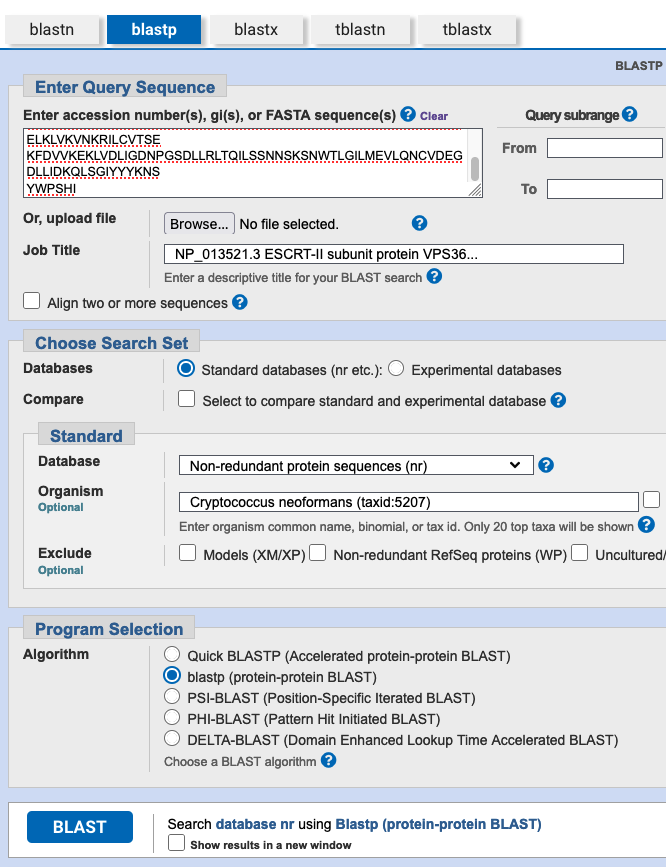 blastn blastp blastx tblastn tblastx
BLASTP
Enter Query Sequence
Enter accession number(s), gi(s), or FASTA sequence(s) ? Clear
Query subrange ?
ELKLVKVNKRILCVTSE
KFDVVKEKLVDLIGDNPGSDLLRLTQILSSNNSKSNWTLGILMEVLQNCVDEG
DLLIDKQLSGIYYYKNS
YWPSHI
From
To
Or, upload file Browse... No file selected. ?
Job Title NP_013521.3 ESCRT-II subunit protein VPS36...
Enter a descriptive title for your BLAST search ?
Align two or more sequences ?
Choose Search Set
Databases Standard databases (nr etc.): Experimental databases
Compare Select to compare standard and experimental database ?
Standard
Database Non-redundant protein sequences (nr) ?
Organism
Optional
Cryptococcus neoformans (taxid:5207)
Enter organism common name, binomial, or tax id. Only 20 top taxa will be shown ?
Exclude Models (XM/XP) Non-redundant RefSeq proteins (WP) Uncultured/
Optional
Program Selection
Algorithm Quick BLASTP (Accelerated protein-protein BLAST)
blastp (protein-protein BLAST)
PSI-BLAST (Position-Specific Iterated BLAST)
PHI-BLAST (Pattern Hit Initiated BLAST)
DELTA-BLAST (Domain Enhanced Lookup Time Accelerated BLAST)
Choose a BLAST algorithm ?
BLAST Search database nr using Blastp (protein-protein BLAST)
Show results in a new window